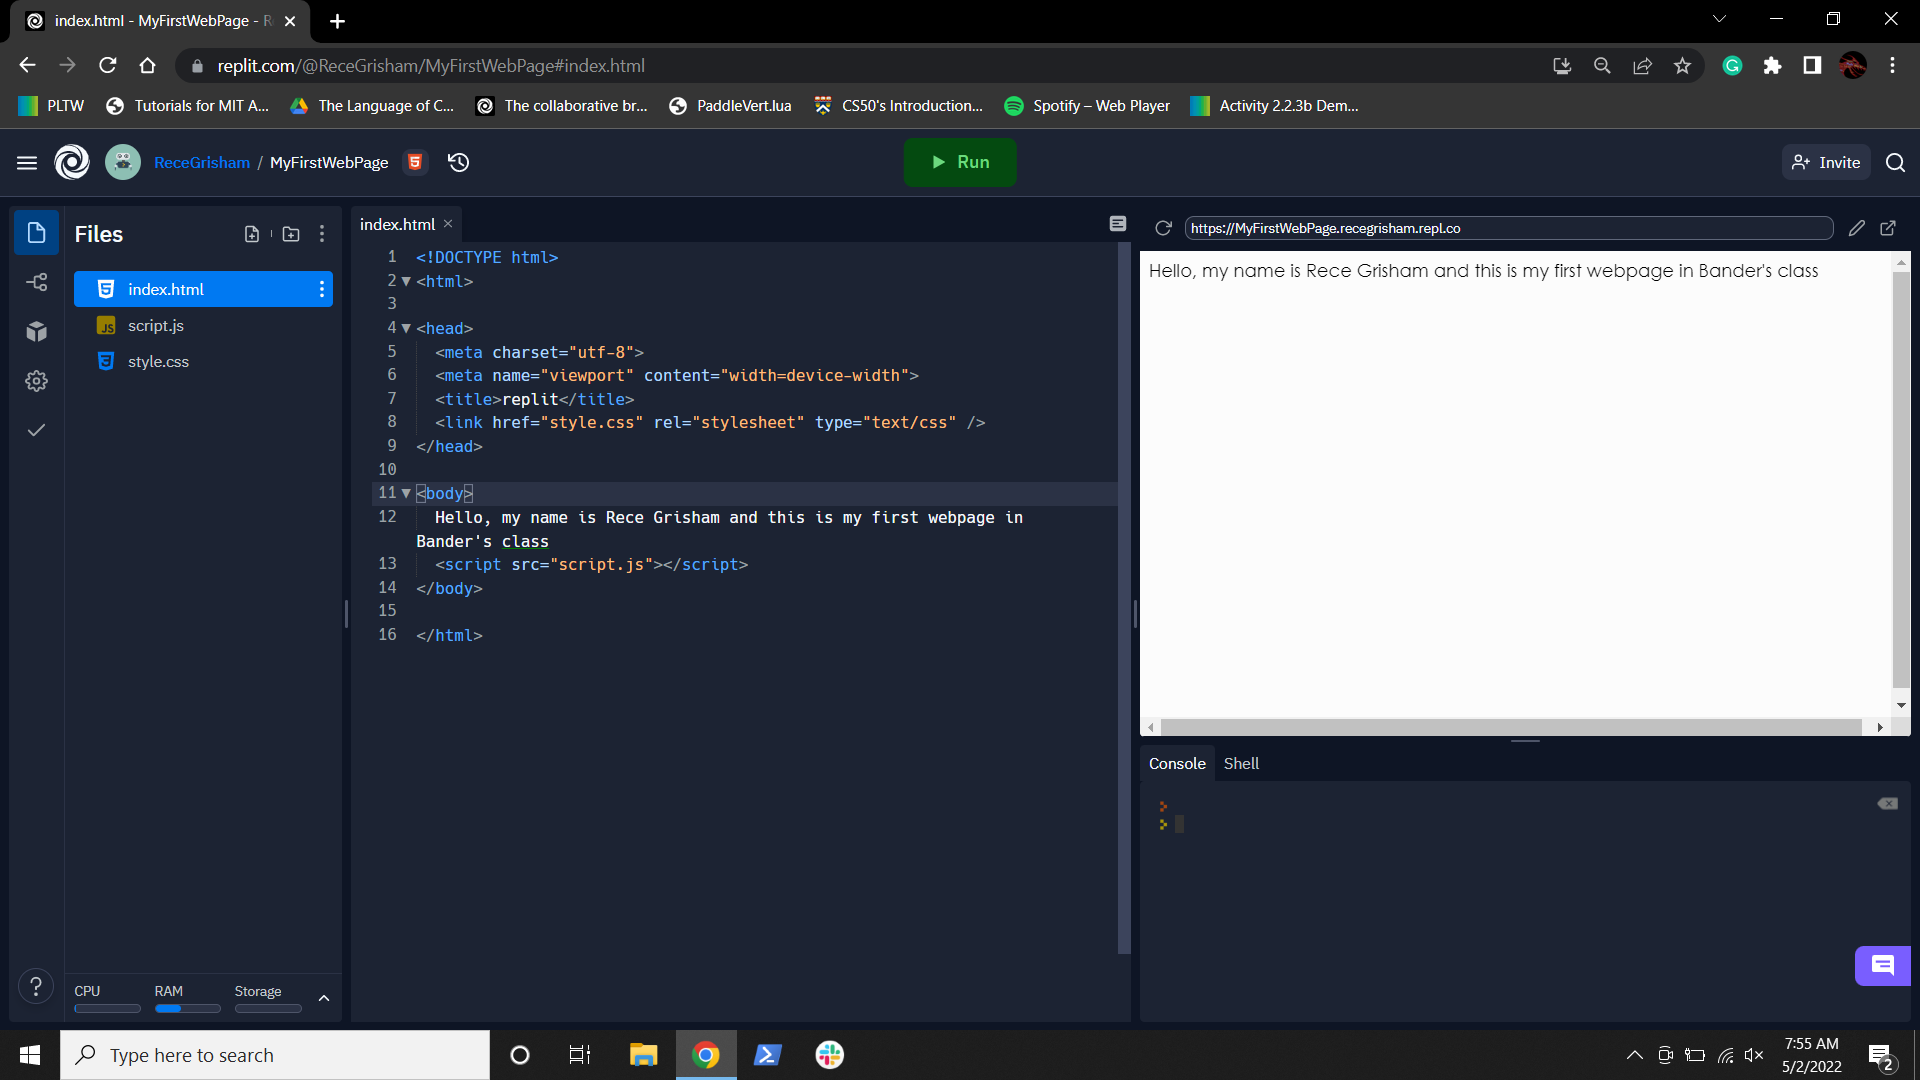 index.html - MyFirstWebPage - R
replit.com/@ReceGrisham/MyFirstWebPage#index.html
PLTW
Tutorials for MIT A...
The Language of C...
The collaborative br...
PaddleVert.lua
CS50's Introduction...
Spotify – Web Player
Activity 2.2.3b Dem...
ReceGrisham / MyFirstWebPage
Run
Invite
Files
index.html
script.js
style.css
index.html
1 <!DOCTYPE html>
2 <html>
3
4 <head>
5 <meta charset="utf-8">
6 <meta name="viewport" content="width=device-width">
7 <title>replit</title>
8 <link href="style.css" rel="stylesheet" type="text/css" />
9 </head>
10
11 <body>
12 Hello, my name is Rece Grisham and this is my first webpage in
Bander's class
13 <script src="script.js"></script>
14 </body>
15
16 </html>
https://MyFirstWebPage.recegrisham.repl.co
Hello, my name is Rece Grisham and this is my first webpage in Bander's class
Console Shell
CPU RAM Storage
Type here to search
7:55 AM
5/2/2022
2